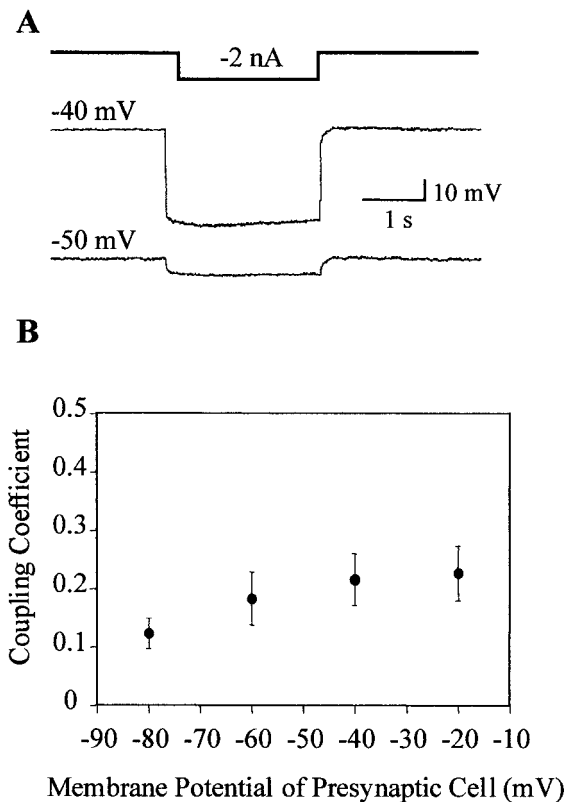 A
-2 nA
-40 mV
10 mV
1 s
-50 mV
B
0.5
0.4
0.3
0.2
0.1
0
Coupling Coefficient
-90 -80 -70 -60 -50 -40 -30 -20 -10
Membrane Potential of Presynaptic Cell (mV)